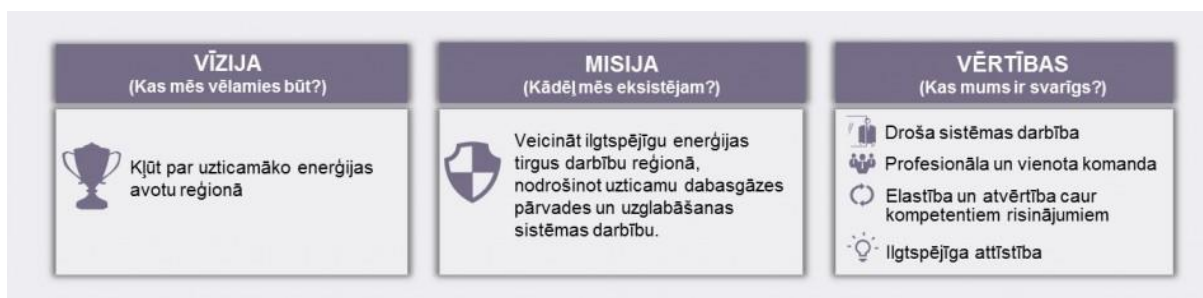 VĪZIJA
(Kas mēs vēlamies būt?)
Kļūt par uzticamāko enerģijas
avotu reģionā
MISIJA
(Kādēļ mēs eksistējam?)
Veicināt ilgtspējīgu enerģijas
tirgus darbību reģionā,
nodrošinot uzticamu dabasgāzes
pārvades un uzglabāšanas
sistēmas darbību.
VĒRTĪBAS
(Kas mums ir svarīgs?)
Droša sistēmas darbība
Profesionāla un vienota komanda
Elastība un atvērtība caur
kompetentiem risinājumiem
Ilgtspējīga attīstība